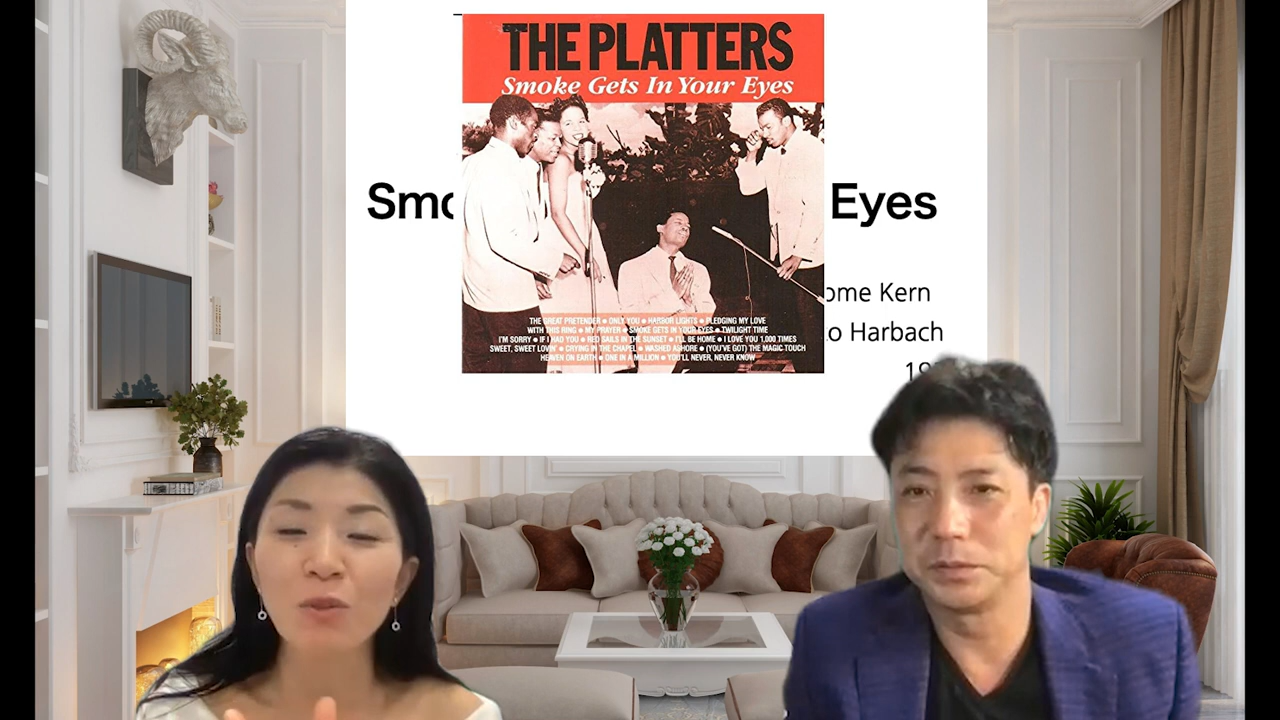 THE PLATTERS
Smoke Gets In Your Eyes
Smo Eyes
ome Kern
o Harbach
THE GREAT PRETENDER • ONLY YOU • HARBOR LIGHTS • PLEDGING MY LOVE
WITH THIS RING • MY PRAYER • SMOKE GETS IN YOUR EYES • TWILIGHT TIME
I'M SORRY • IF I HAD YOU • RED SAILS IN THE SUNSET • I'LL BE HOME • I LOVE YOU 1,000 TIMES
SWEET, SWEET LOVIN' • CRYING IN THE CHAPEL • WASHED ASHORE • (YOU'VE GOT) THE MAGIC TOUCH
HEAVEN ON EARTH • ONE IN A MILLION • YOU'LL NEVER, NEVER KNOW